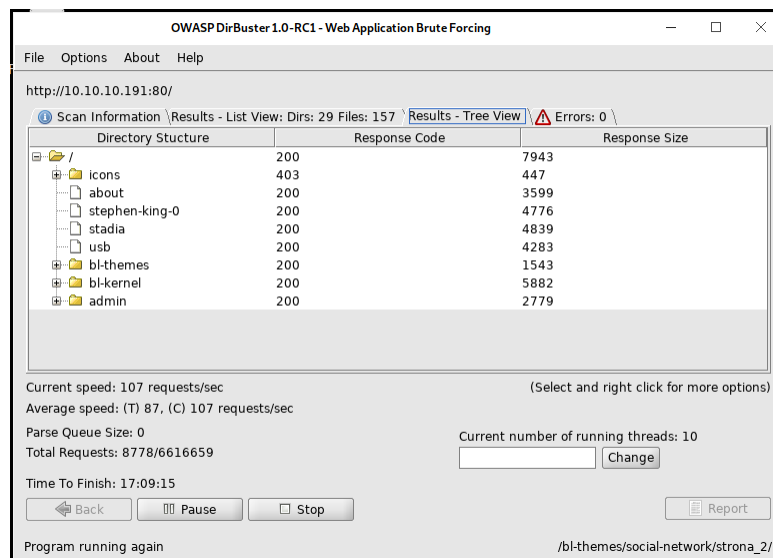 OWASP DirBuster 1.0-RC1 - Web Application Brute Forcing
File Options About Help
http://10.10.10.191:80/
Scan Information Results - List View: Dirs: 29 Files: 157 Results - Tree View Errors: 0
Directory Stucture Response Code Response Size
/ 200 7943
icons 403 447
about 200 3599
stephen-king-0 200 4776
stadia 200 4839
usb 200 4283
bl-themes 200 1543
bl-kernel 200 5882
admin 200 2779
Current speed: 107 requests/sec (Select and right click for more options)
Average speed: (T) 87, (C) 107 requests/sec
Parse Queue Size: 0 Current number of running threads: 10
Total Requests: 8778/6616659 Change
Time To Finish: 17:09:15
Back Pause Stop Report
Program running again /bl-themes/social-network/strona_2/